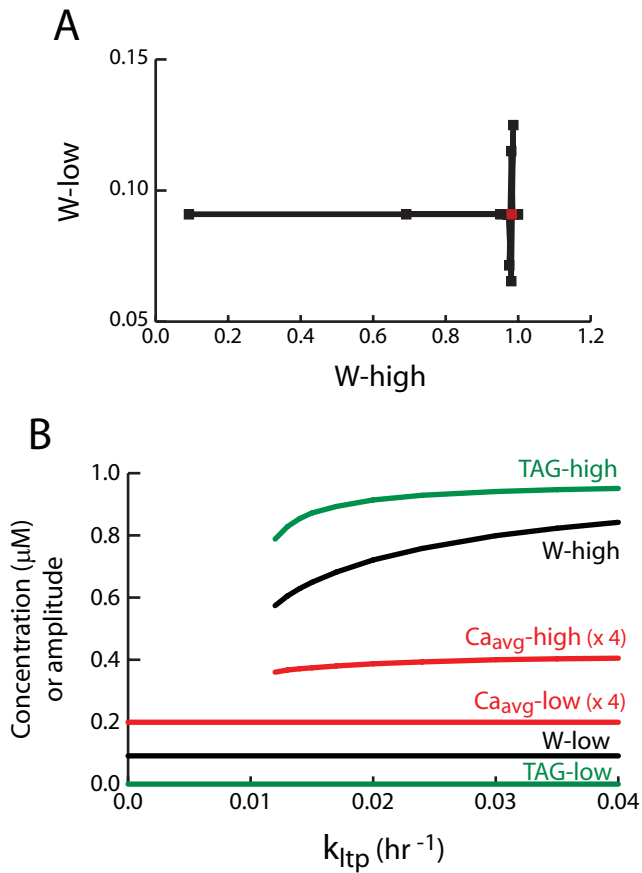 A
0.15
0.10
0.05
W-low
0.0 0.2 0.4 0.6 0.8 1.0 1.2
W-high
B
1.0
0.8
0.6
0.4
0.2
0.0
Concentration (μM)
or amplitude
TAG-high
W-high
Caavg-high (x 4)
Caavg-low (x 4)
W-low
TAG-low
0.0 0.01 0.02 0.03 0.04
kltp (hr -1)